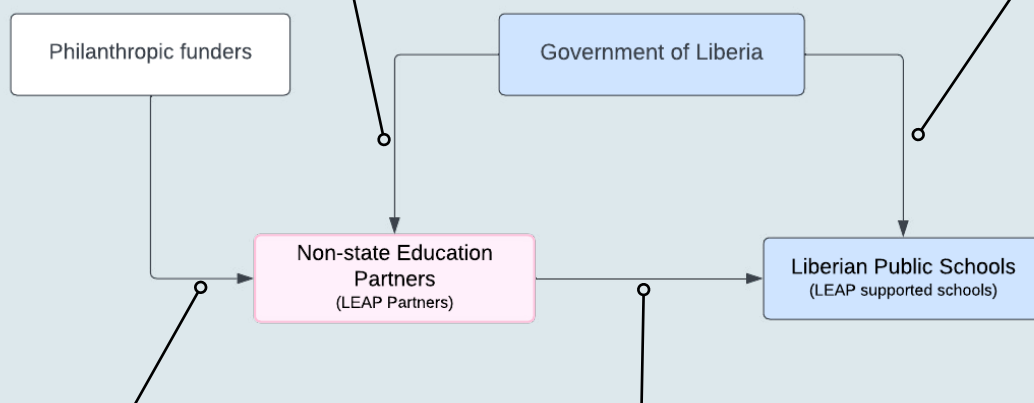 Philanthropic funders
Government of Liberia
Non-state Education
Partners
(LEAP Partners)
Liberian Public Schools
(LEAP supported schools)